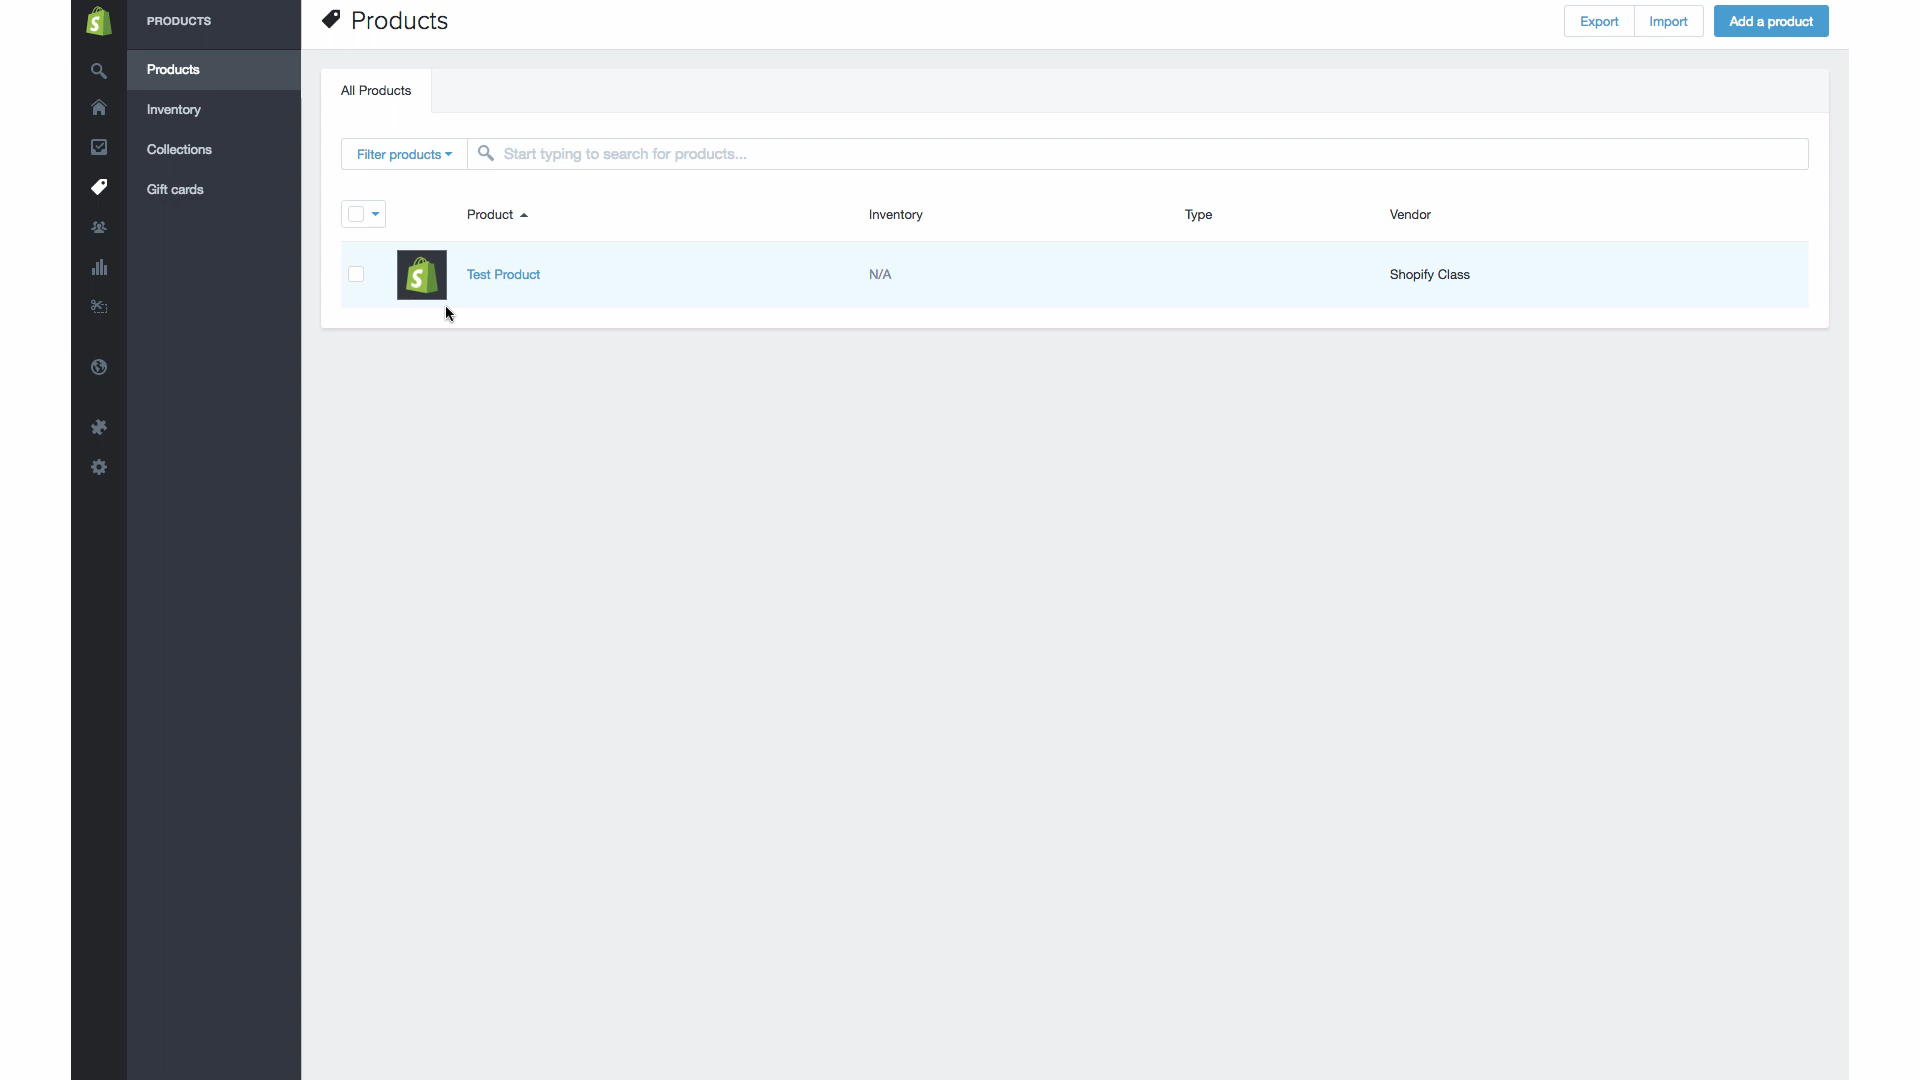 PRODUCTS
Products
Inventory
Collections
Gift cards
Products
Export
Import
Add a product
All Products
Filter products
Start typing to search for products...
Product
Inventory
Type
Vendor
Test Product
N/A
Shopify Class